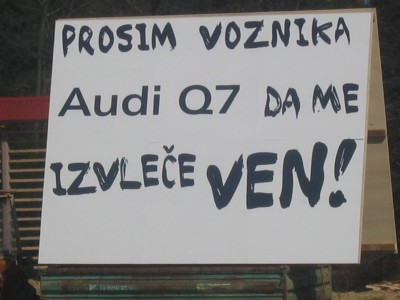 PROSIM VOZNIKA
Audi Q7 DA ME
IZVLEČE VEN!